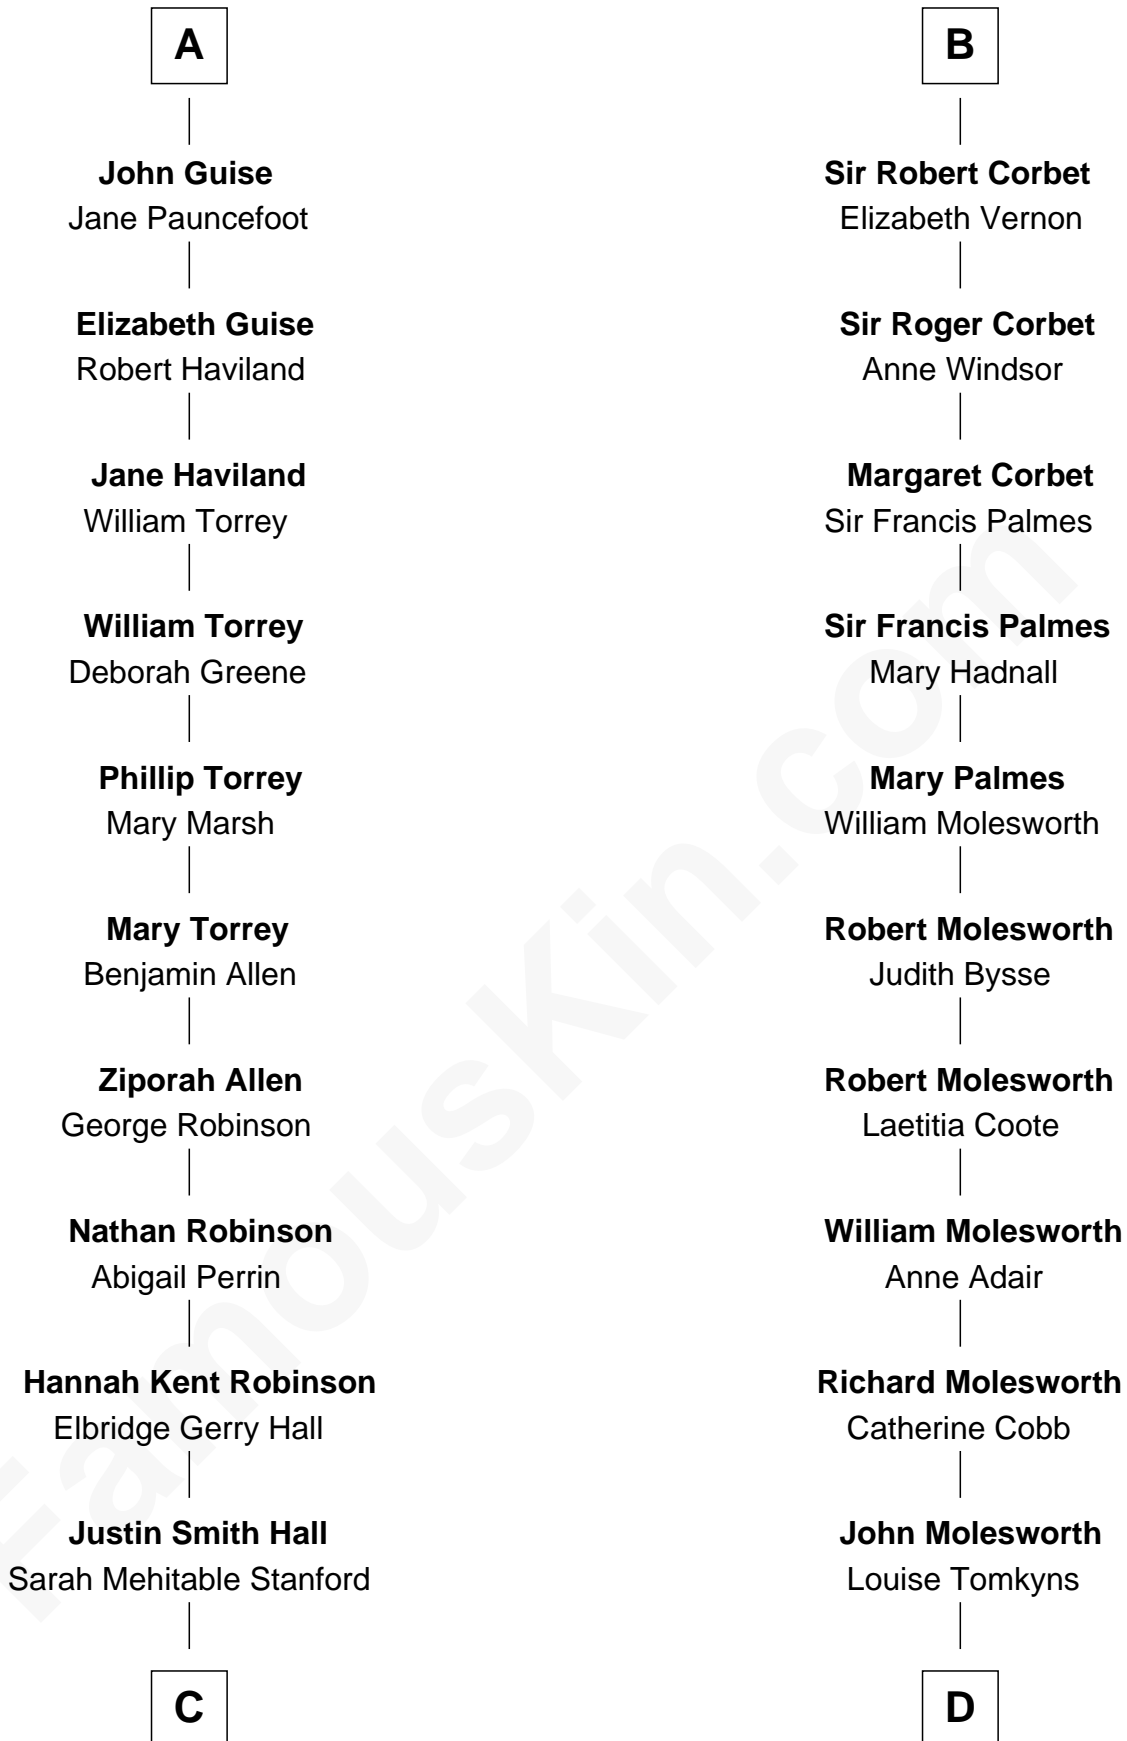 A
John Guise
Jane Pauncefoot
Elizabeth Guise
Robert Haviland
Jane Haviland
William Torrey
William Torrey
Deborah Greene
Phillip Torrey
Mary Marsh
Mary Torrey
Benjamin Allen
Ziporah Allen
George Robinson
Nathan Robinson
Abigail Perrin
Hannah Kent Robinson
Elbridge Gerry Hall
Justin Smith Hall
Sarah Mehitable Stanford
C
B
Sir Robert Corbet
Elizabeth Vernon
Sir Roger Corbet
Anne Windsor
Margaret Corbet
Sir Francis Palmes
Sir Francis Palmes
Mary Hadnall
Mary Palmes
William Molesworth
Robert Molesworth
Judith Bysse
Robert Molesworth
Laetitia Coote
William Molesworth
Anne Adair
Richard Molesworth
Catherine Cobb
John Molesworth
Louise Tomkyns
D
FamousKin.com